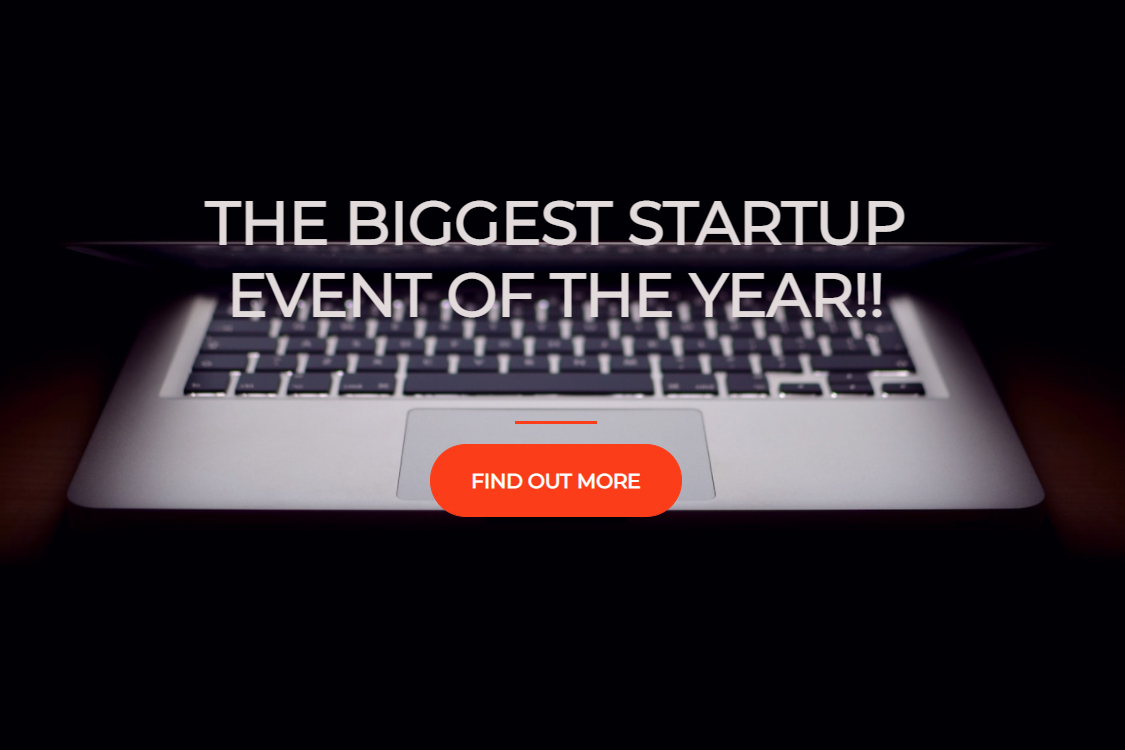 THE BIGGEST STARTUP
EVENT OF THE YEAR!!
FIND OUT MORE